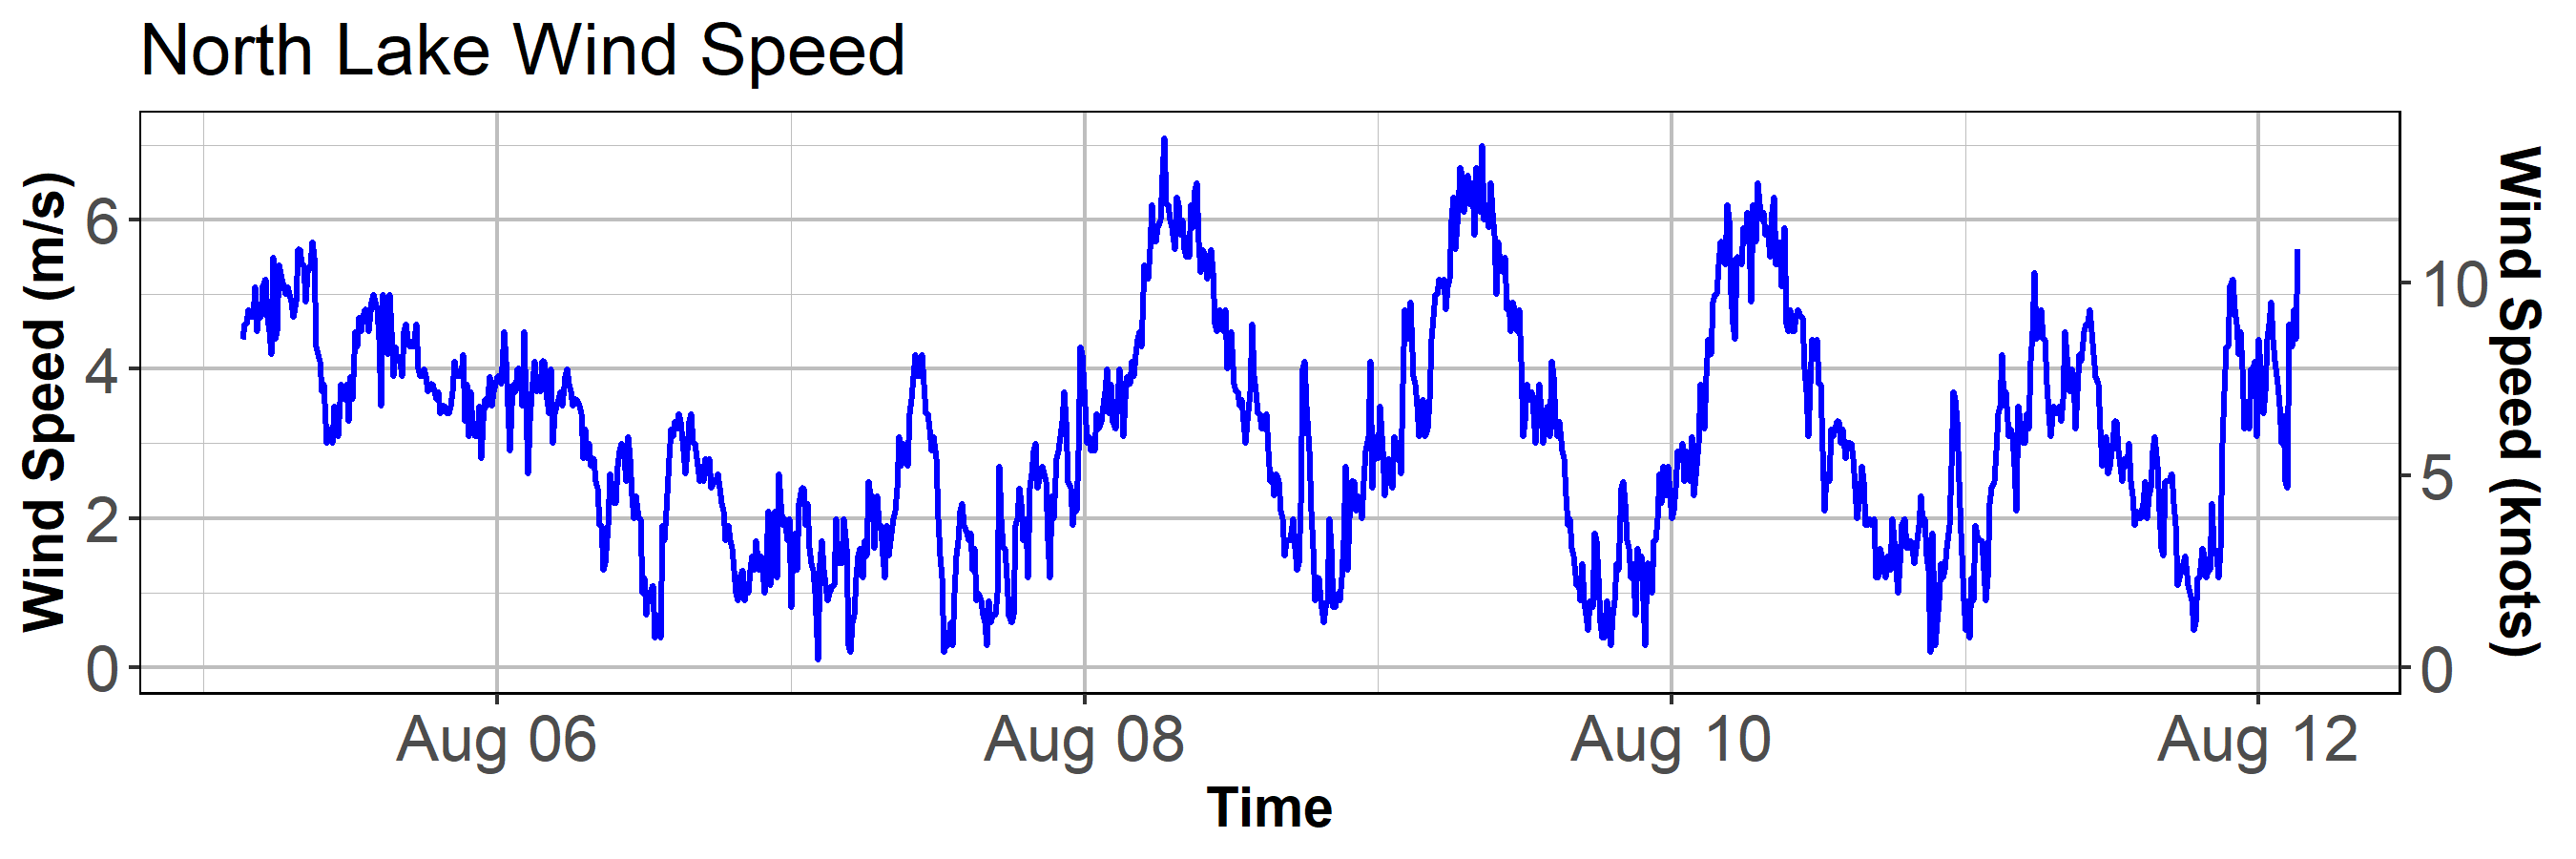 North Lake Wind Speed
Wind Speed (m/s)
6
4
2
0
Wind Speed (knots)
10
5
0
Aug 06 Aug 08 Aug 10 Aug 12
Time